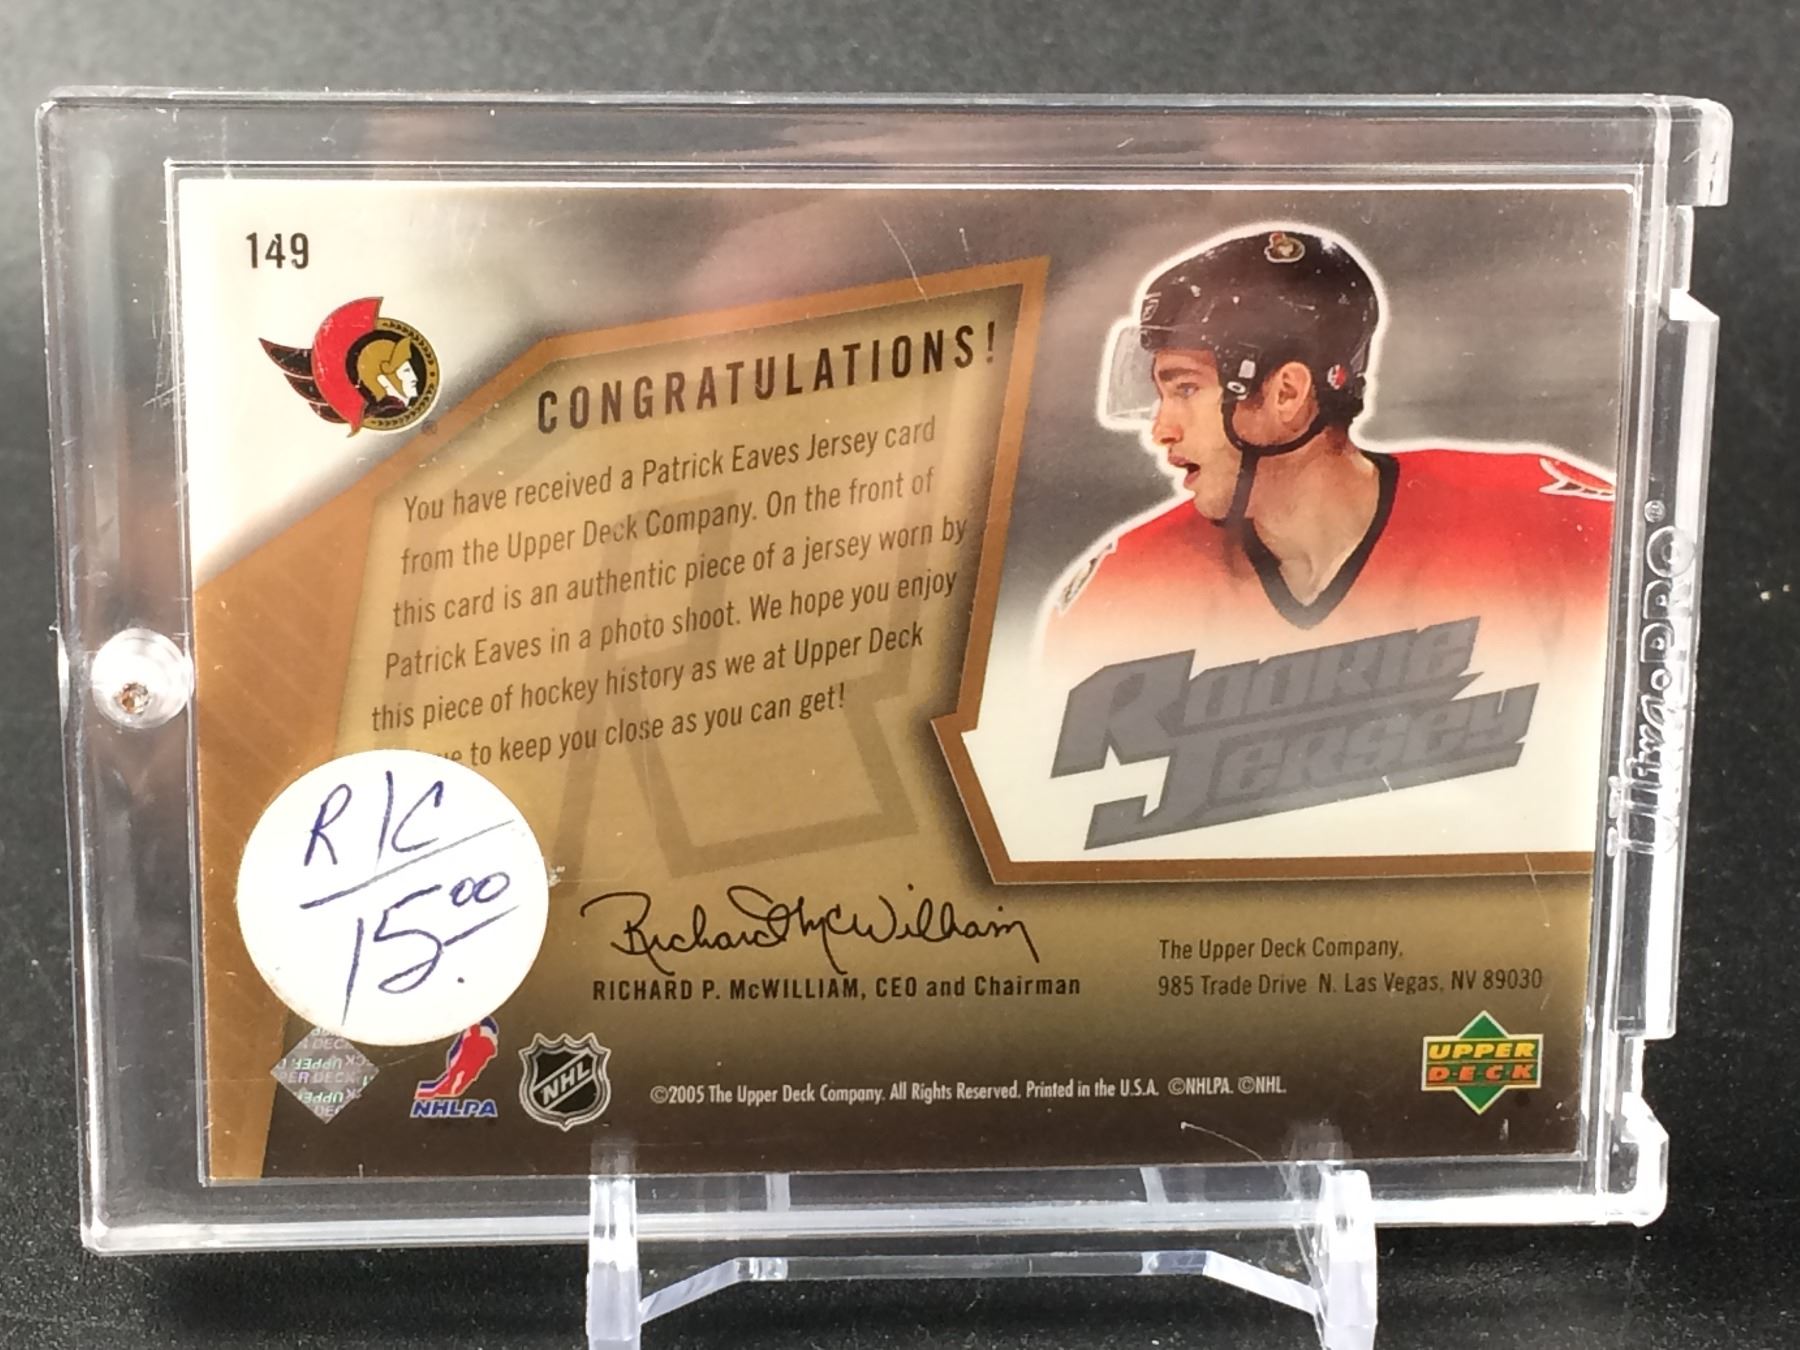 149
CONGRATULATIONS!
You have received a Patrick Eaves Jersey card
from the Upper Deck Company. On the front of
this card is an authentic piece of a jersey worn by
Patrick Eaves in a photo shoot. We hope you enjoy
this piece of hockey history as we at Upper Deck
to keep you close as you can get!
ROOKIE
JERSEY
R/C
15.00
Richard McWilliam
RICHARD P. McWILLIAM, CEO and Chairman
The Upper Deck Company,
985 Trade Drive N. Las Vegas, NV 89030
NHLPA
NHL
©2005 The Upper Deck Company. All Rights Reserved. Printed in the U.S.A. ©NHLPA. ©NHL.
UPPER
DECK